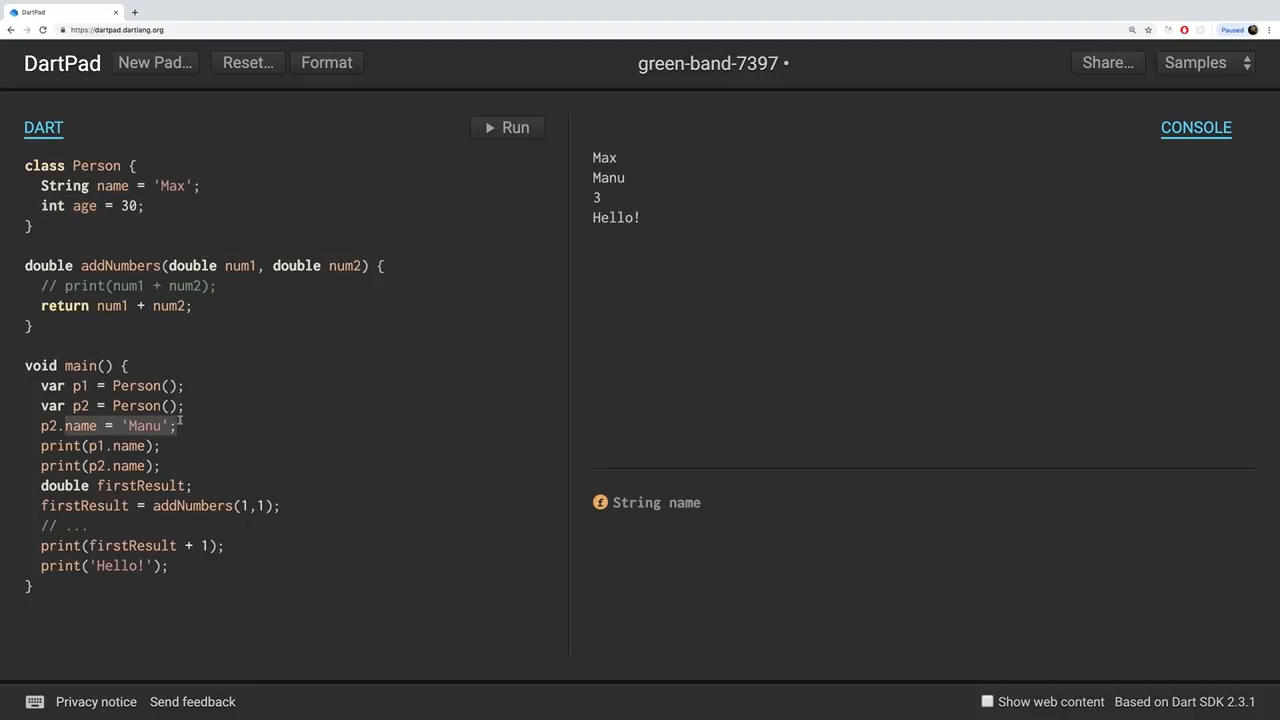 DartPad
https://dartpad.dartlang.org
Paused
DartPad
New Pad...
Reset...
Format
green-band-7397 •
Share...
Samples
DART
Run
class Person {
  String name = 'Max';
  int age = 30;
}
double addNumbers(double num1, double num2) {
  // print(num1 + num2);
  return num1 + num2;
}
void main() {
  var p1 = Person();
  var p2 = Person();
  p2.name = 'Manu';
  print(p1.name);
  print(p2.name);
  double firstResult;
  firstResult = addNumbers(1,1);
  // ...
  print(firstResult + 1);
  print('Hello!');
}
CONSOLE
Max
Manu
3
Hello!
f String name
Privacy notice
Send feedback
Show web content
Based on Dart SDK 2.3.1